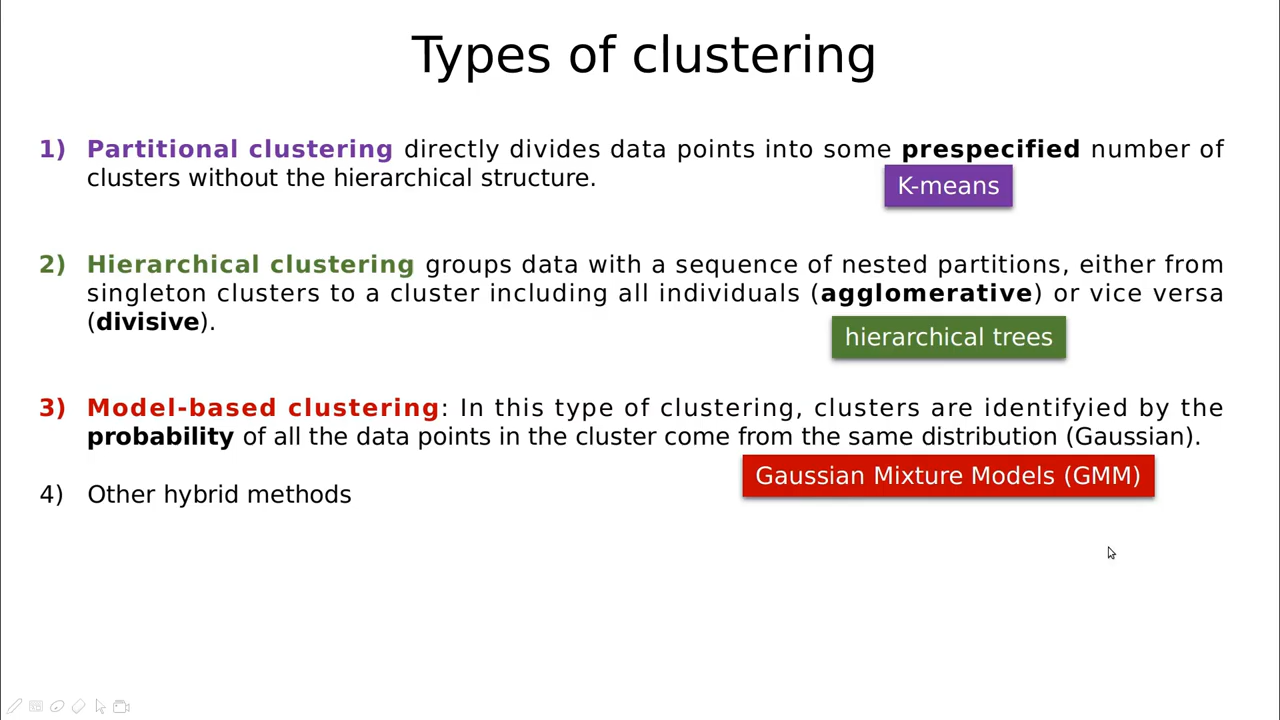 Types of clustering
1) Partitional clustering directly divides data points into some prespecified number of
clusters without the hierarchical structure.
K-means
2) Hierarchical clustering groups data with a sequence of nested partitions, either from
singleton clusters to a cluster including all individuals (agglomerative) or vice versa
(divisive).
hierarchical trees
3) Model-based clustering: In this type of clustering, clusters are identifyied by the
probability of all the data points in the cluster come from the same distribution (Gaussian).
Gaussian Mixture Models (GMM)
4) Other hybrid methods